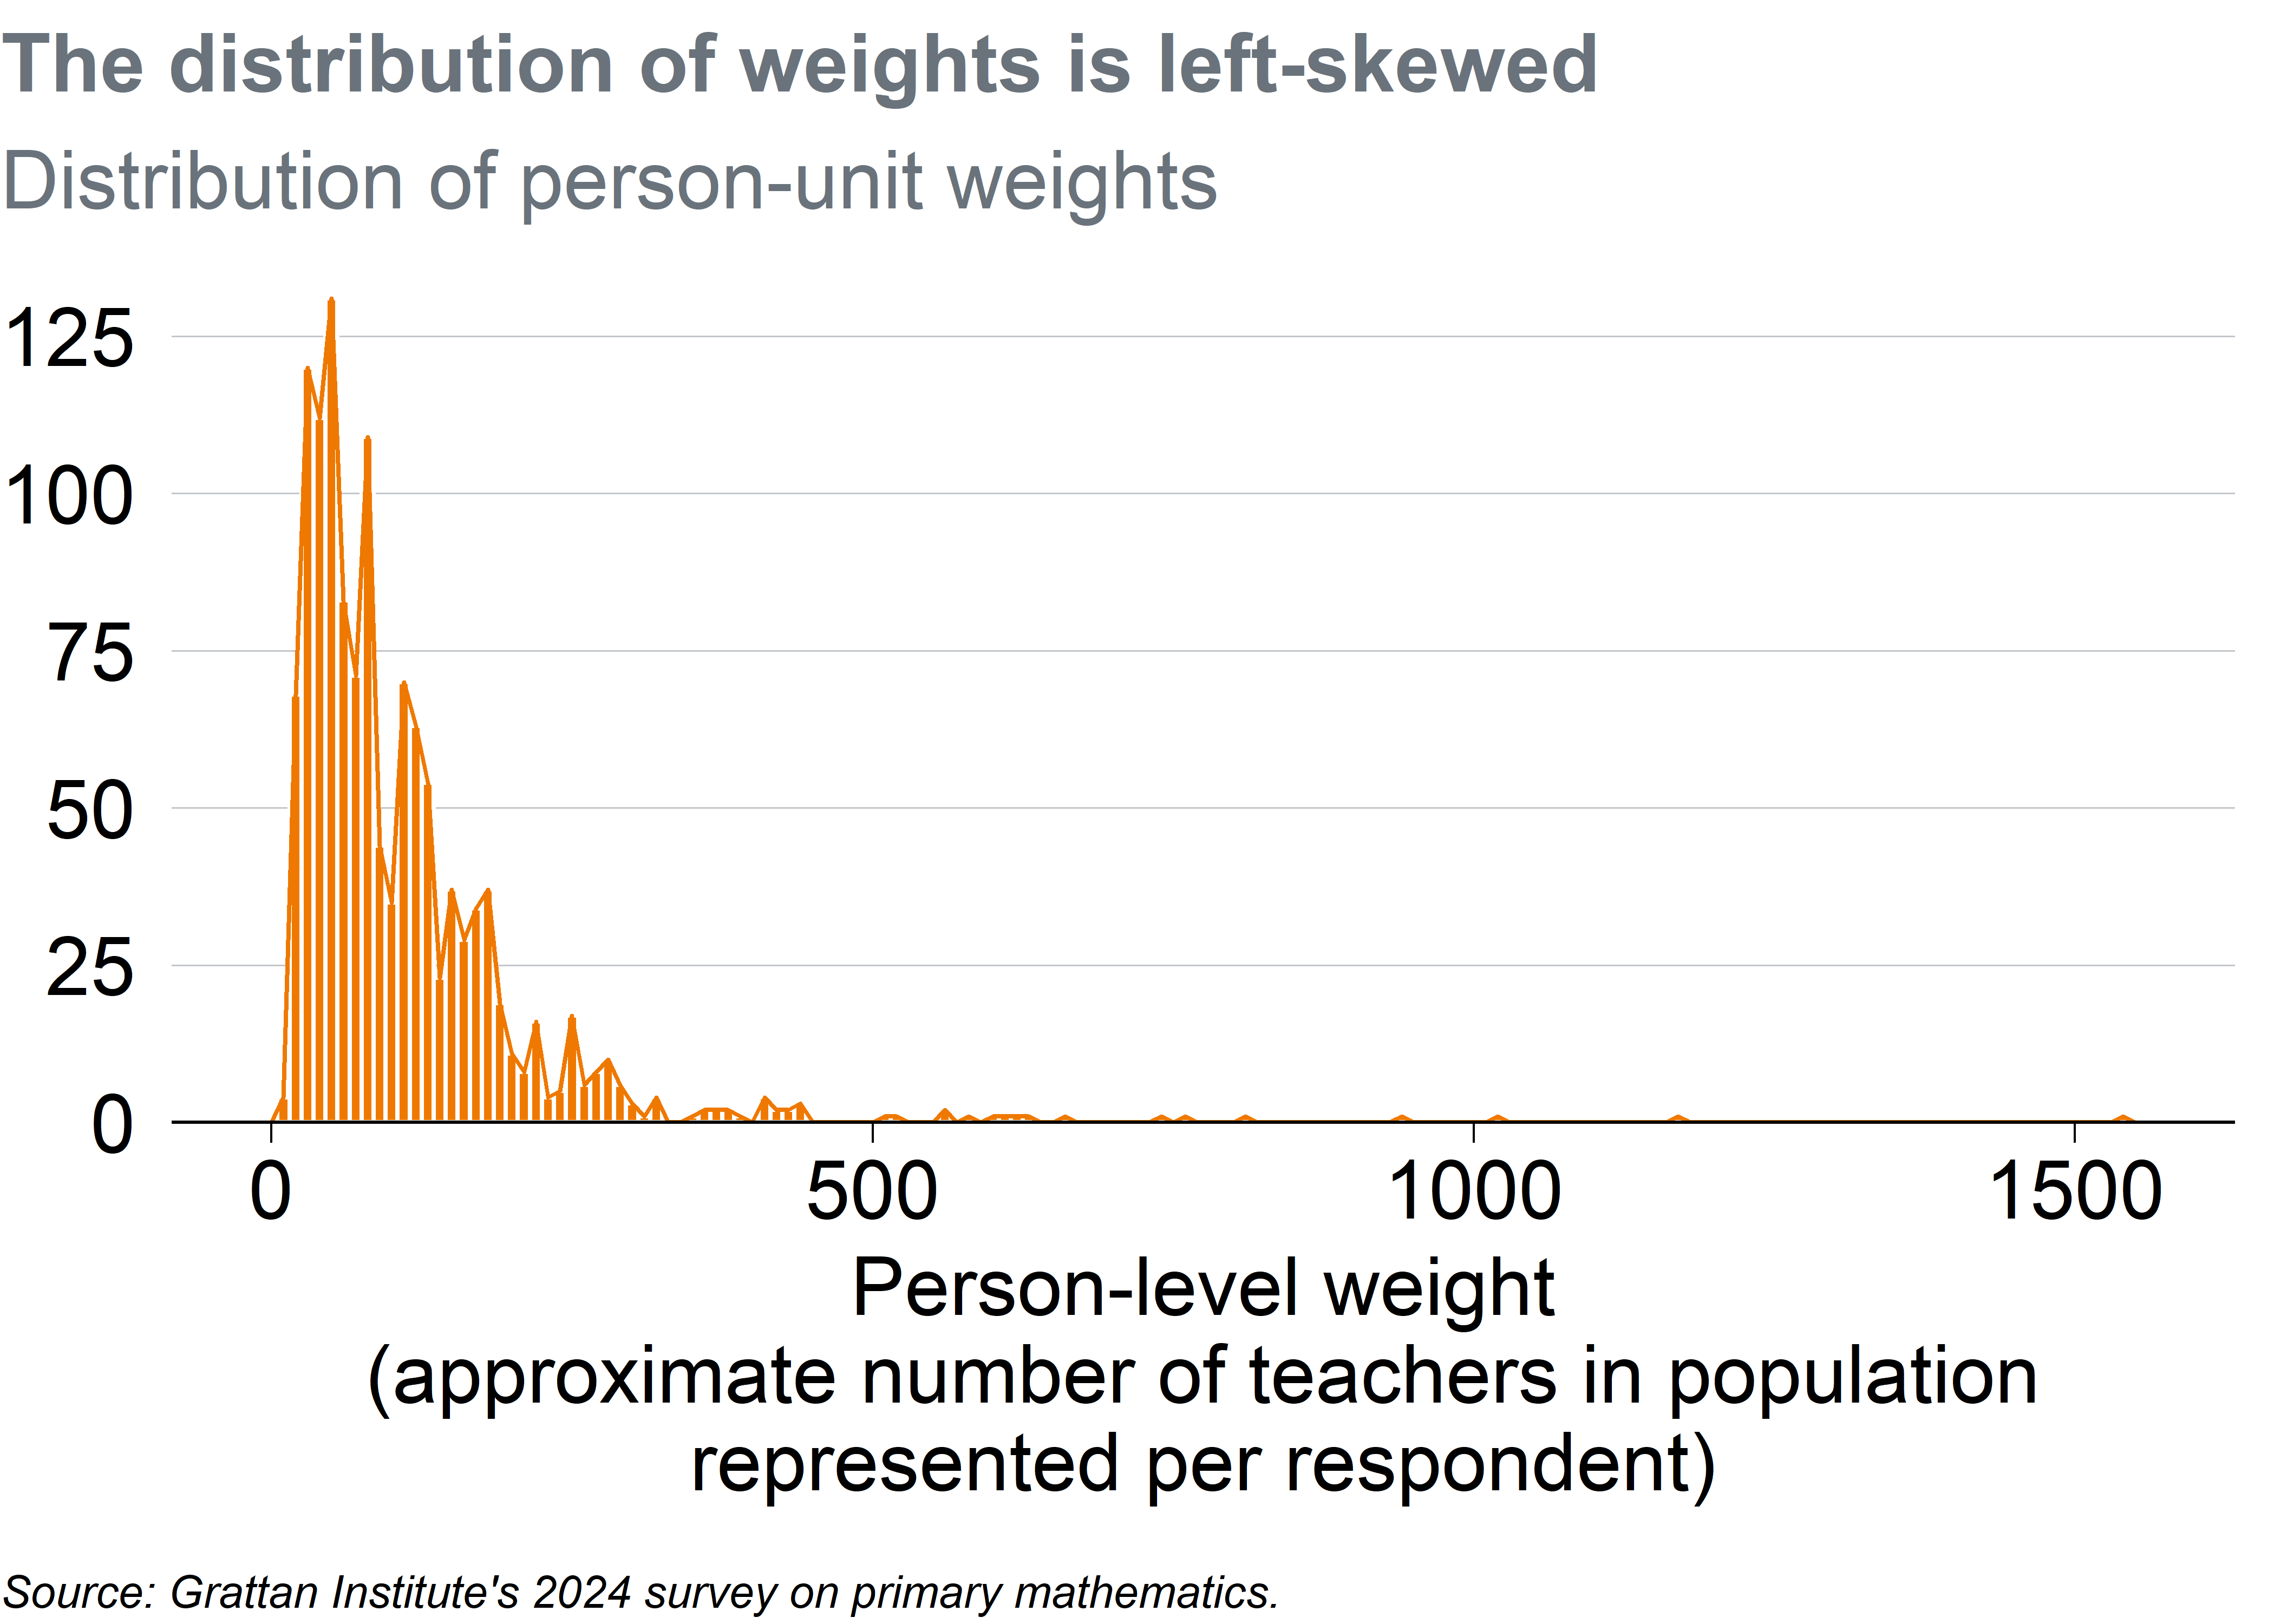 The distribution of weights is left-skewed
Distribution of person-unit weights
125
100
75
50
25
0
0 500 1000 1500
Person-level weight
(approximate number of teachers in population
represented per respondent)
Source: Grattan Institute's 2024 survey on primary mathematics.